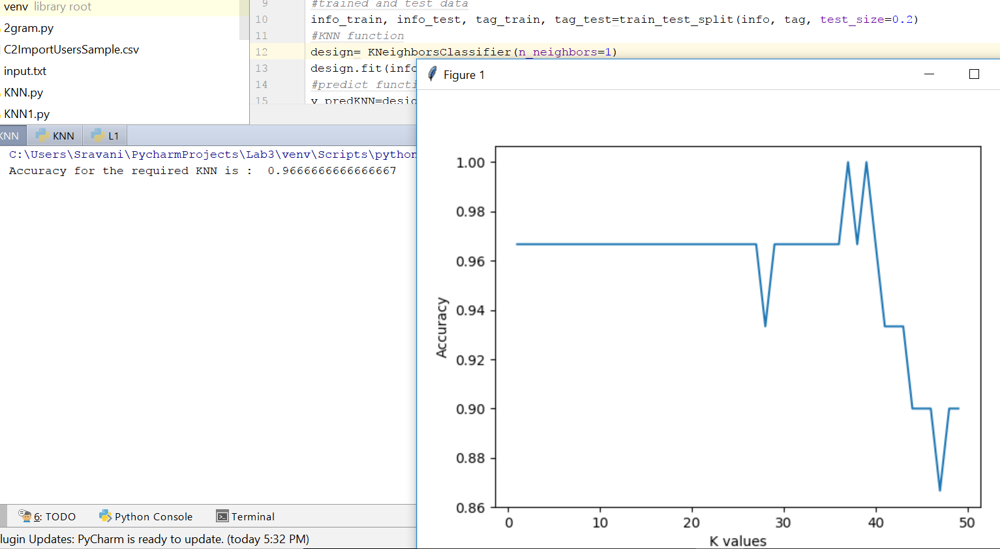 venv library root
2gram.py
C2ImportUsersSample.csv
input.txt
KNN.py
KNN1.py
9 #trained and test data
10 info_train, info_test, tag_train, tag_test=train_test_split(info, tag, test_size=0.2)
11 #KNN function
12 design= KNeighborsClassifier(n_neighbors=1)
13 design.fit(info
14 #predict functi
15 y_predKNN=desig
KNN KNN L1
C:\Users\Sravani\PycharmProjects\Lab3\venv\Scripts\python
Accuracy for the required KNN is : 0.9666666666666667
Figure 1
1.00
0.98
0.96
0.94
0.92
0.90
0.88
0.86
Accuracy
0 10 20 30 40 50
K values
6: TODO Python Console Terminal
lugin Updates: PyCharm is ready to update. (today 5:32 PM)